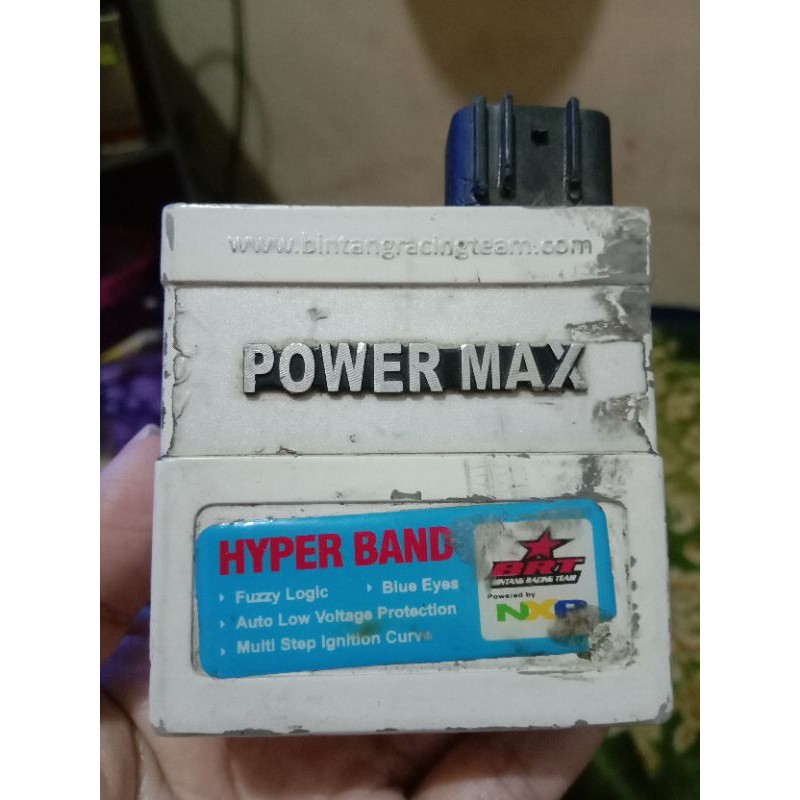 www.bintangracingteam.com
POWER MAX
HYPER BAND
› Fuzzy Logic › Blue Eyes
› Auto Low Voltage Protection
› Multi Step Ignition Curve
BRT
BINTANG RACING TEAM
Powered by
NXP